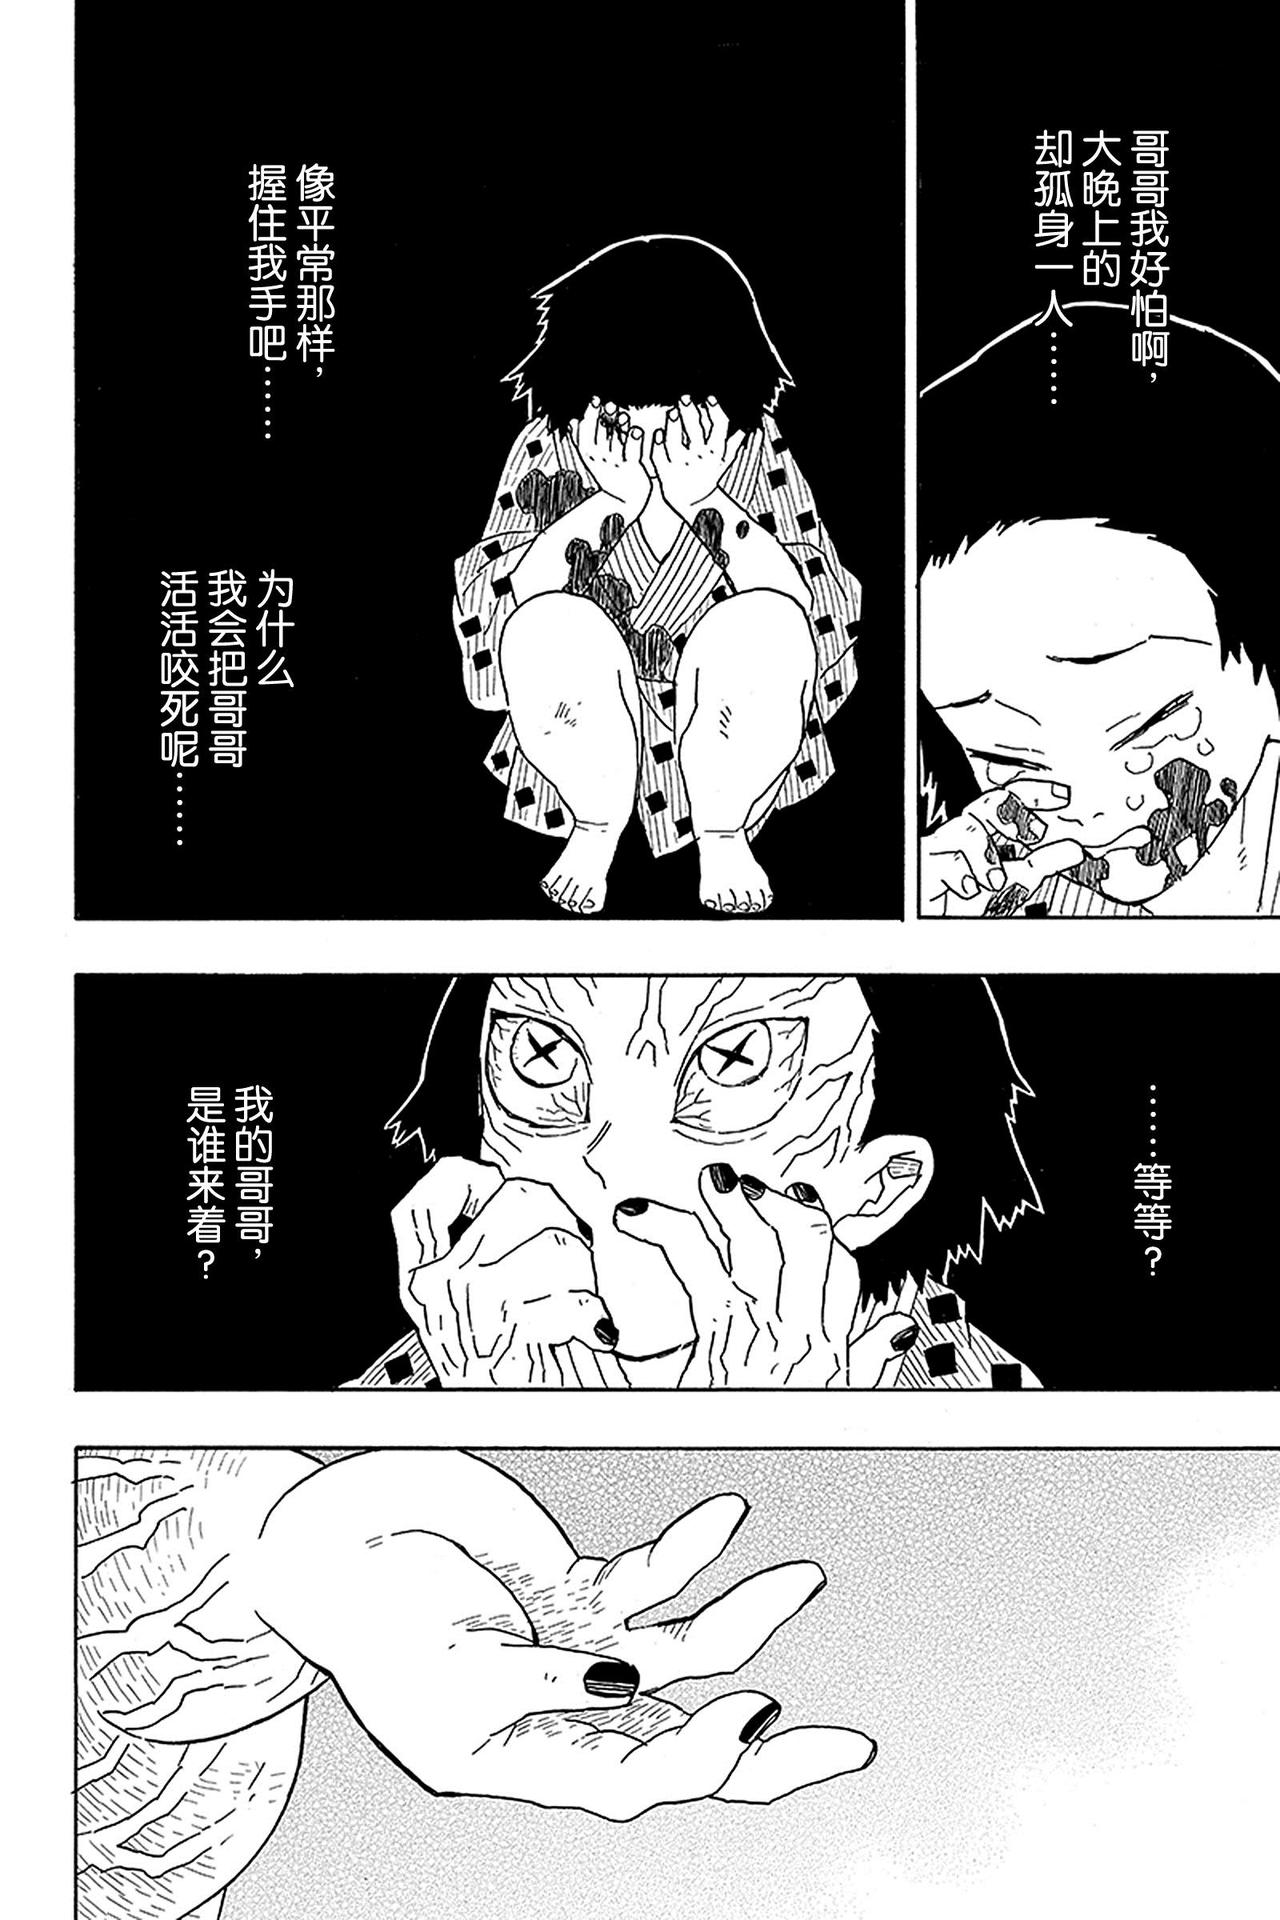 哥哥我好怕啊，
大晚上的
却孤身一人……
像平常那样，
握住我手吧……
为什么
我会把哥哥
活活咬死呢……
……等等？
我的哥哥，
是谁来着？